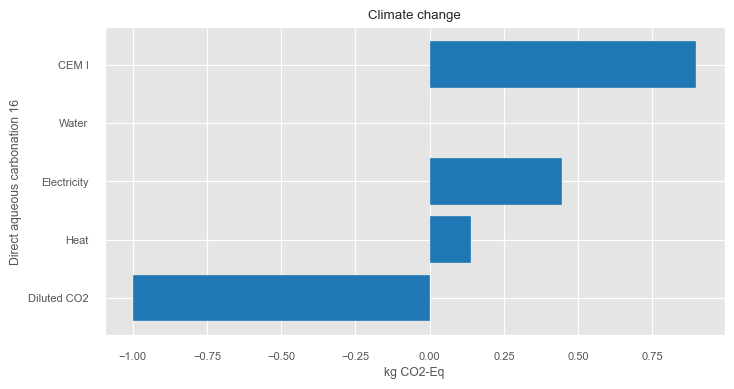 Climate change
Direct aqueous carbonation 16
CEM I
Water
Electricity
Heat
Diluted CO2
−1.00 −0.75 −0.50 −0.25 0.00 0.25 0.50 0.75
kg CO2-Eq